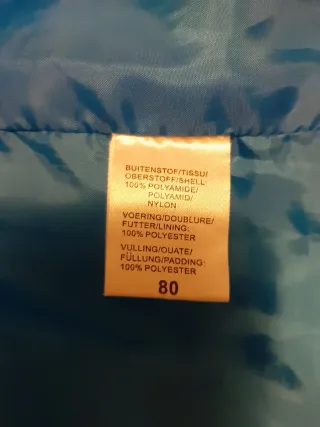 BUITENSTOF/TISSU/
OBERSTOFF/SHELL:
100% POLYAMIDE/
POLYAMID/
NYLON
VOERING/DOUBLURE/
FUTTER/LINING:
100% POLYESTER
VULLING/OUATE/
FÜLLUNG/PADDING:
100% POLYESTER
80